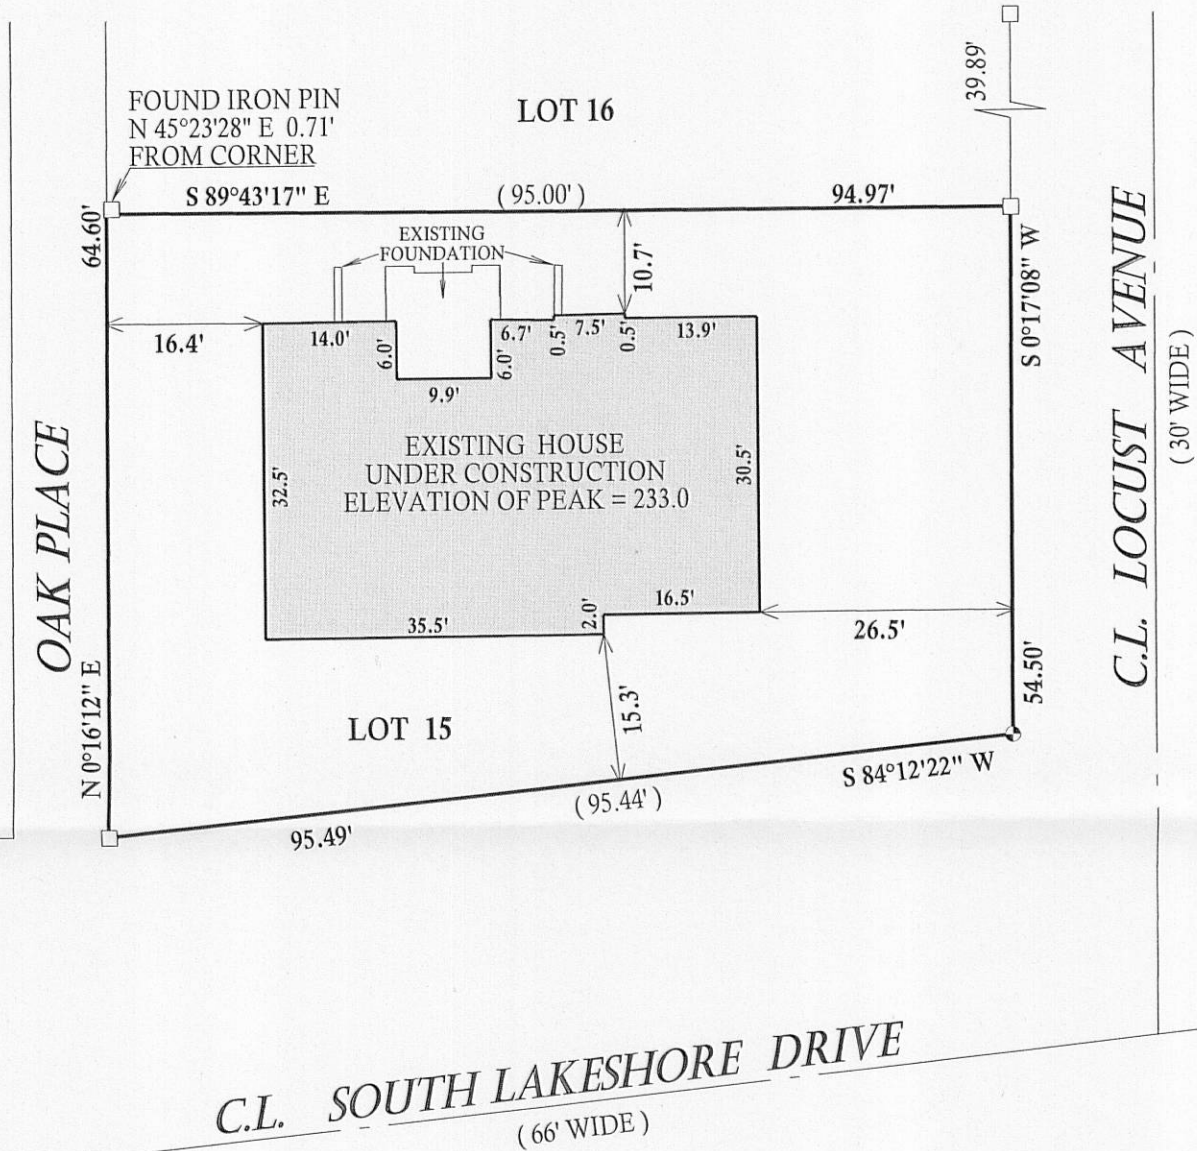 39.89'
FOUND IRON PIN
N 45°23'28" E 0.71'
FROM CORNER
LOT 16
S 89°43'17" E
( 95.00' )
94.97'
64.60'
EXISTING
FOUNDATION
10.7'
S 0°17'08" W
C.L. LOCUST AVENUE
( 30' WIDE )
16.4'
14.0'
6.0'
9.9'
6.0'
6.7'
0.5'
7.5'
0.5'
13.9'
EXISTING HOUSE
UNDER CONSTRUCTION
ELEVATION OF PEAK = 233.0
32.5'
30.5'
OAK PLACE
35.5'
2.0'
16.5'
26.5'
15.3'
54.50'
N 0°16'12" E
LOT 15
S 84°12'22" W
( 95.44' )
95.49'
C.L. SOUTH LAKESHORE DRIVE
( 66' WIDE )